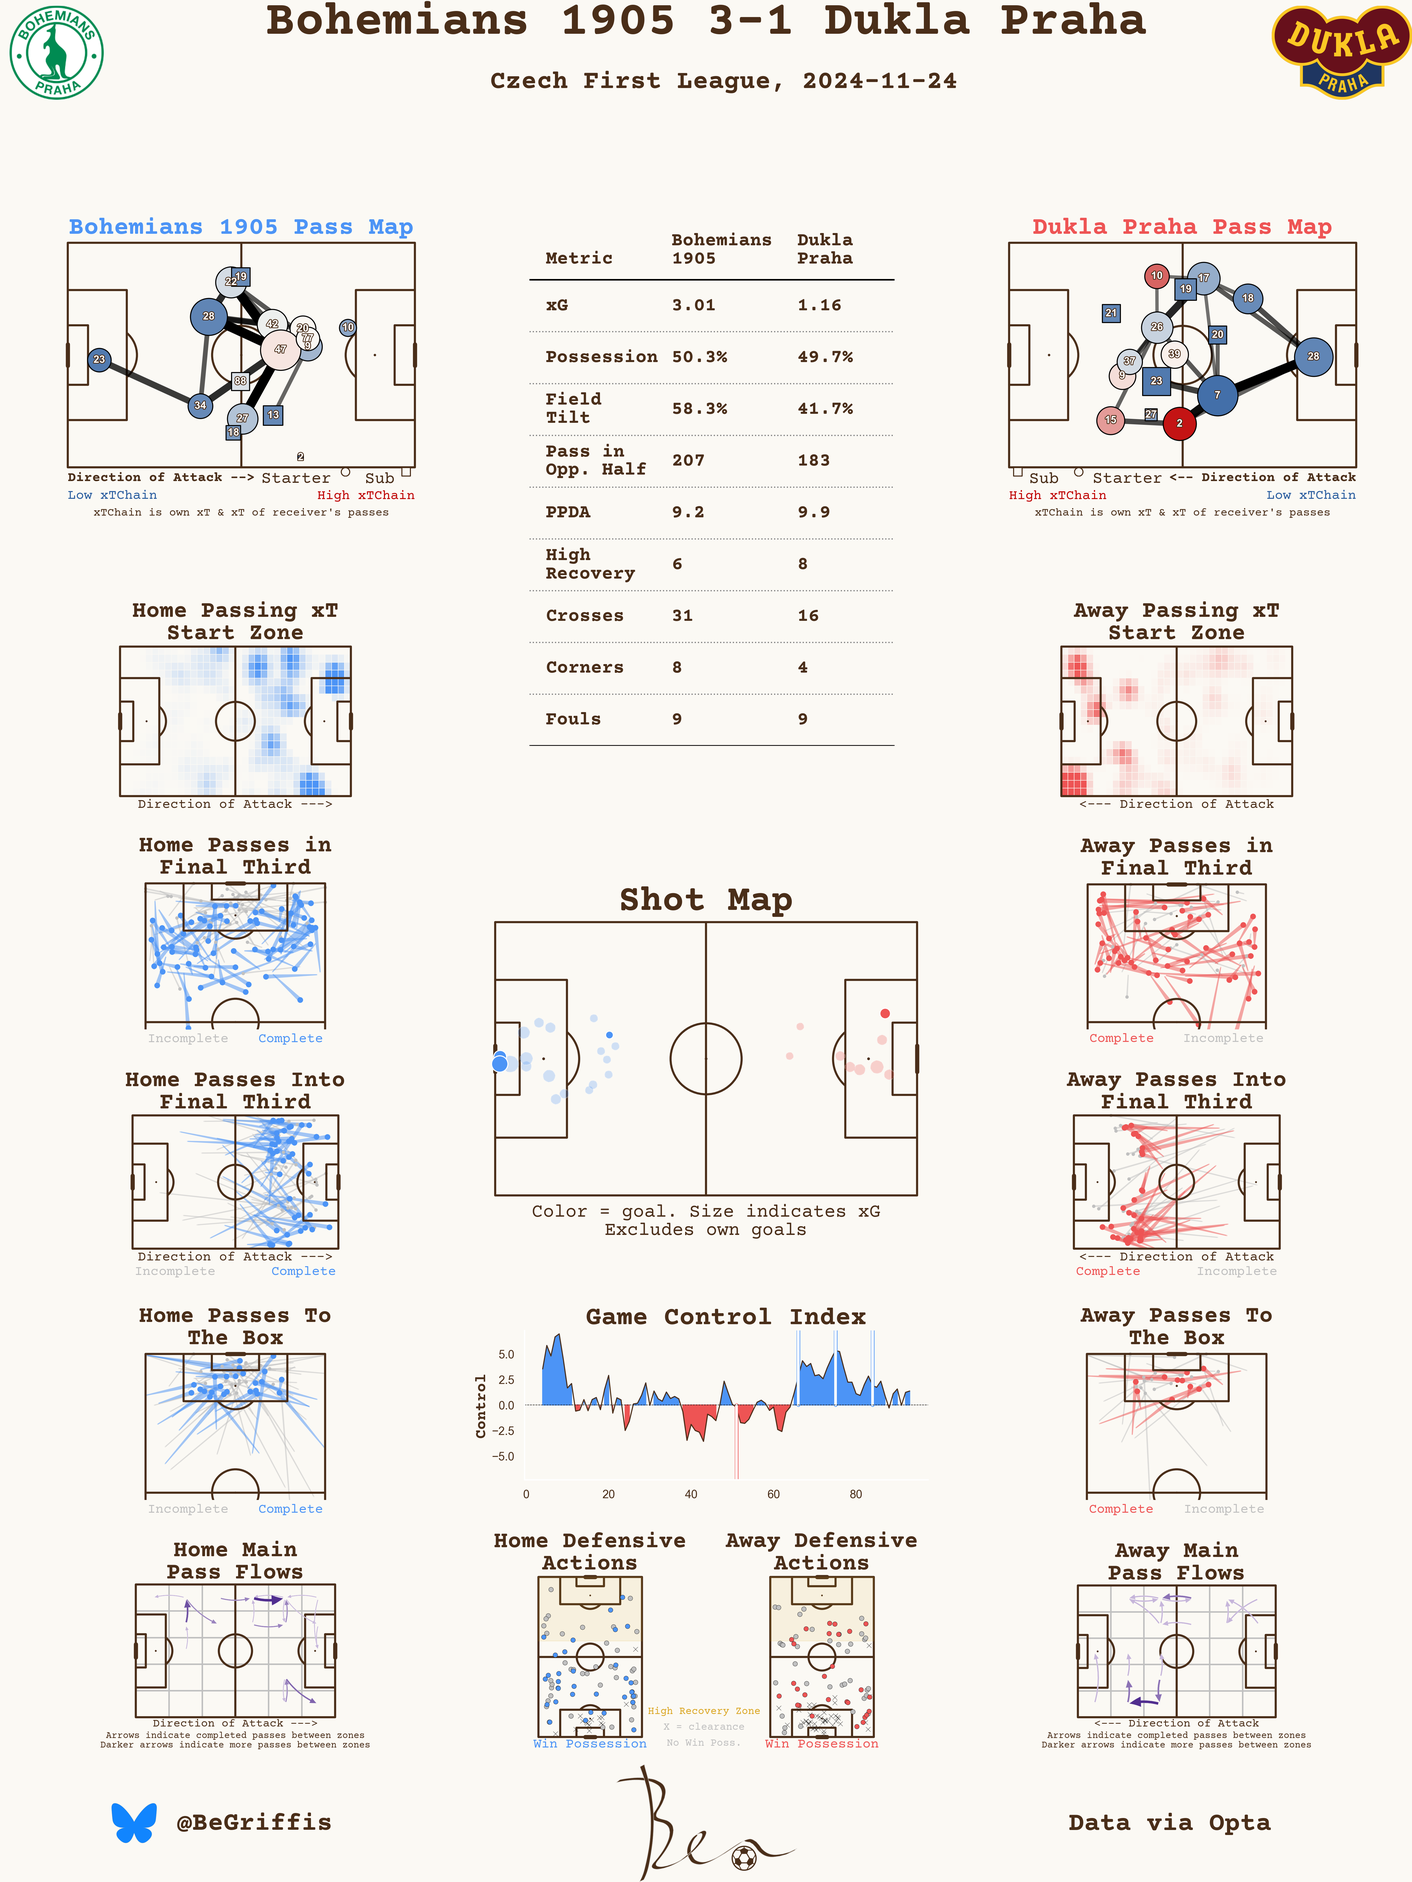 Bohemians 1905 3-1 Dukla Praha
Czech First League, 2024-11-24
BOHEMIANS
PRAHA
DUKLA
PRAHA
Bohemians 1905 Pass Map
22
19
28
42
20
77
9
10
47
23
88
34
27
13
18
2
Direction of Attack --> Starter Sub
Low xTChain High xTChain
xTChain is own xT & xT of receiver's passes
Metric Bohemians 1905 Dukla Praha
xG 3.01 1.16
Possession 50.3% 49.7%
Field Tilt 58.3% 41.7%
Pass in Opp. Half 207 183
PPDA 9.2 9.9
High Recovery 6 8
Crosses 31 16
Corners 8 4
Fouls 9 9
Dukla Praha Pass Map
10
17
19
18
21
26
20
39
37
28
9
23
7
15
27
2
Sub Starter <-- Direction of Attack
High xTChain Low xTChain
xTChain is own xT & xT of receiver's passes
Home Passing xT
Start Zone
Direction of Attack --->
Away Passing xT
Start Zone
<--- Direction of Attack
Home Passes in
Final Third
Incomplete Complete
Away Passes in
Final Third
Complete Incomplete
Shot Map
Color = goal. Size indicates xG
Excludes own goals
Home Passes Into
Final Third
Direction of Attack --->
Incomplete Complete
Away Passes Into
Final Third
<--- Direction of Attack
Complete Incomplete
Home Passes To
The Box
Incomplete Complete
Game Control Index
Control
5.0
2.5
0.0
−2.5
−5.0
0 20 40 60 80
Away Passes To
The Box
Complete Incomplete
Home Main
Pass Flows
Direction of Attack --->
Arrows indicate completed passes between zones
Darker arrows indicate more passes between zones
Home Defensive
Actions
Win Possession
High Recovery Zone
X = clearance
No Win Poss.
Away Defensive
Actions
Win Possession
Away Main
Pass Flows
<--- Direction of Attack
Arrows indicate completed passes between zones
Darker arrows indicate more passes between zones
@BeGriffis
Ben
Data via Opta